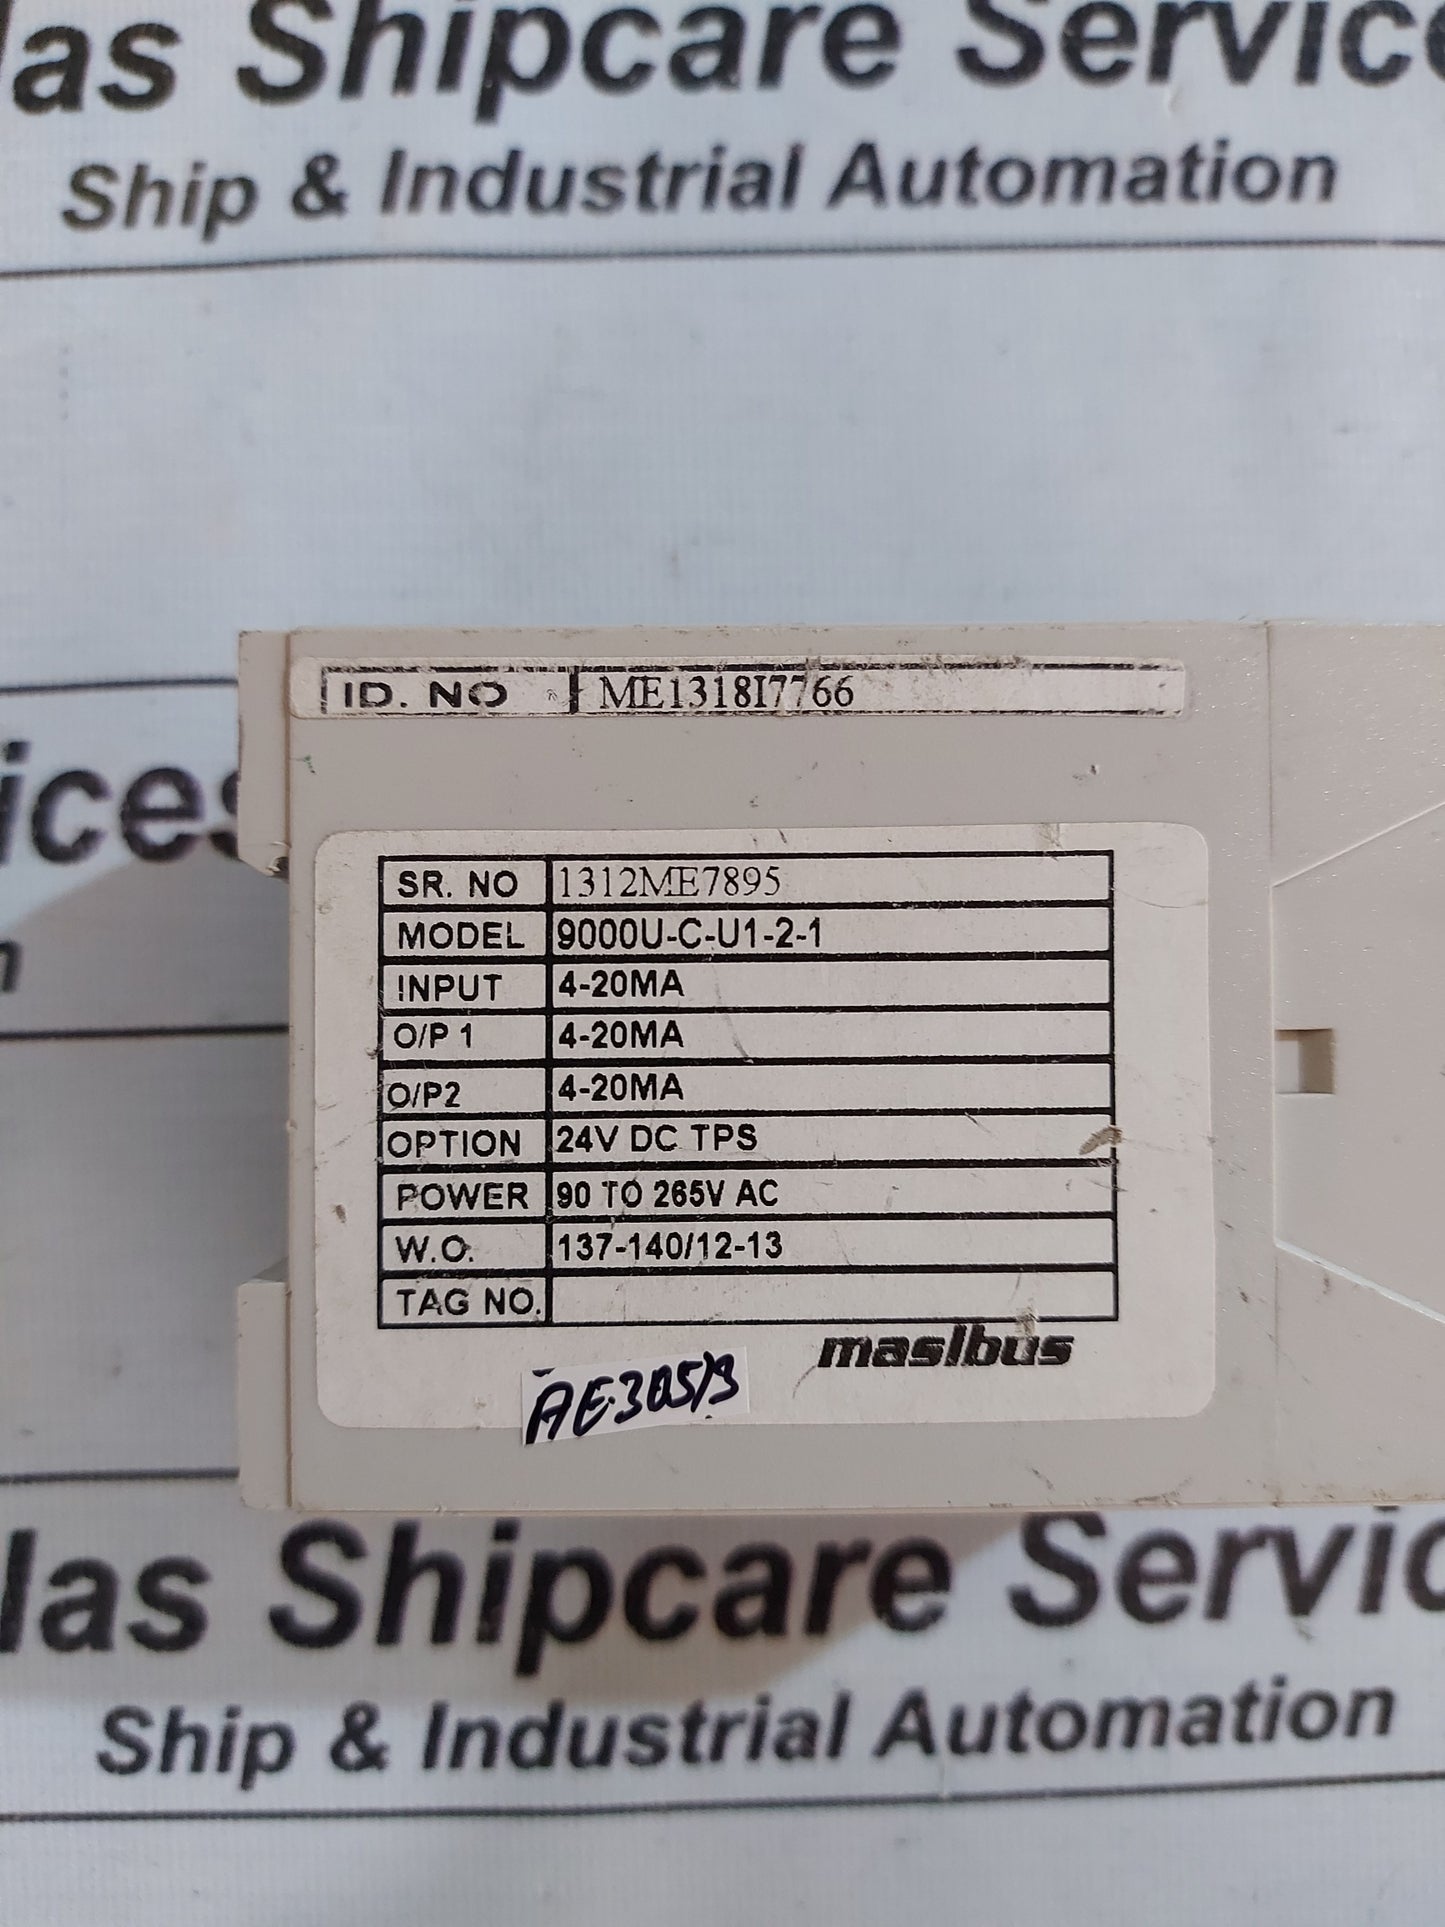 las Shipcare Servic
Ship & Industrial Automation
ID. NO ME1318I7766
ices
SR. NO 1312ME7895
MODEL 9000U-C-U1-2-1
INPUT 4-20MA
O/P 1 4-20MA
O/P2 4-20MA
OPTION 24V DC TPS
POWER 90 TO 265V AC
W.O. 137-140/12-13
TAG NO.
masibus
las Shipcare Servic
Ship & Industrial Automation